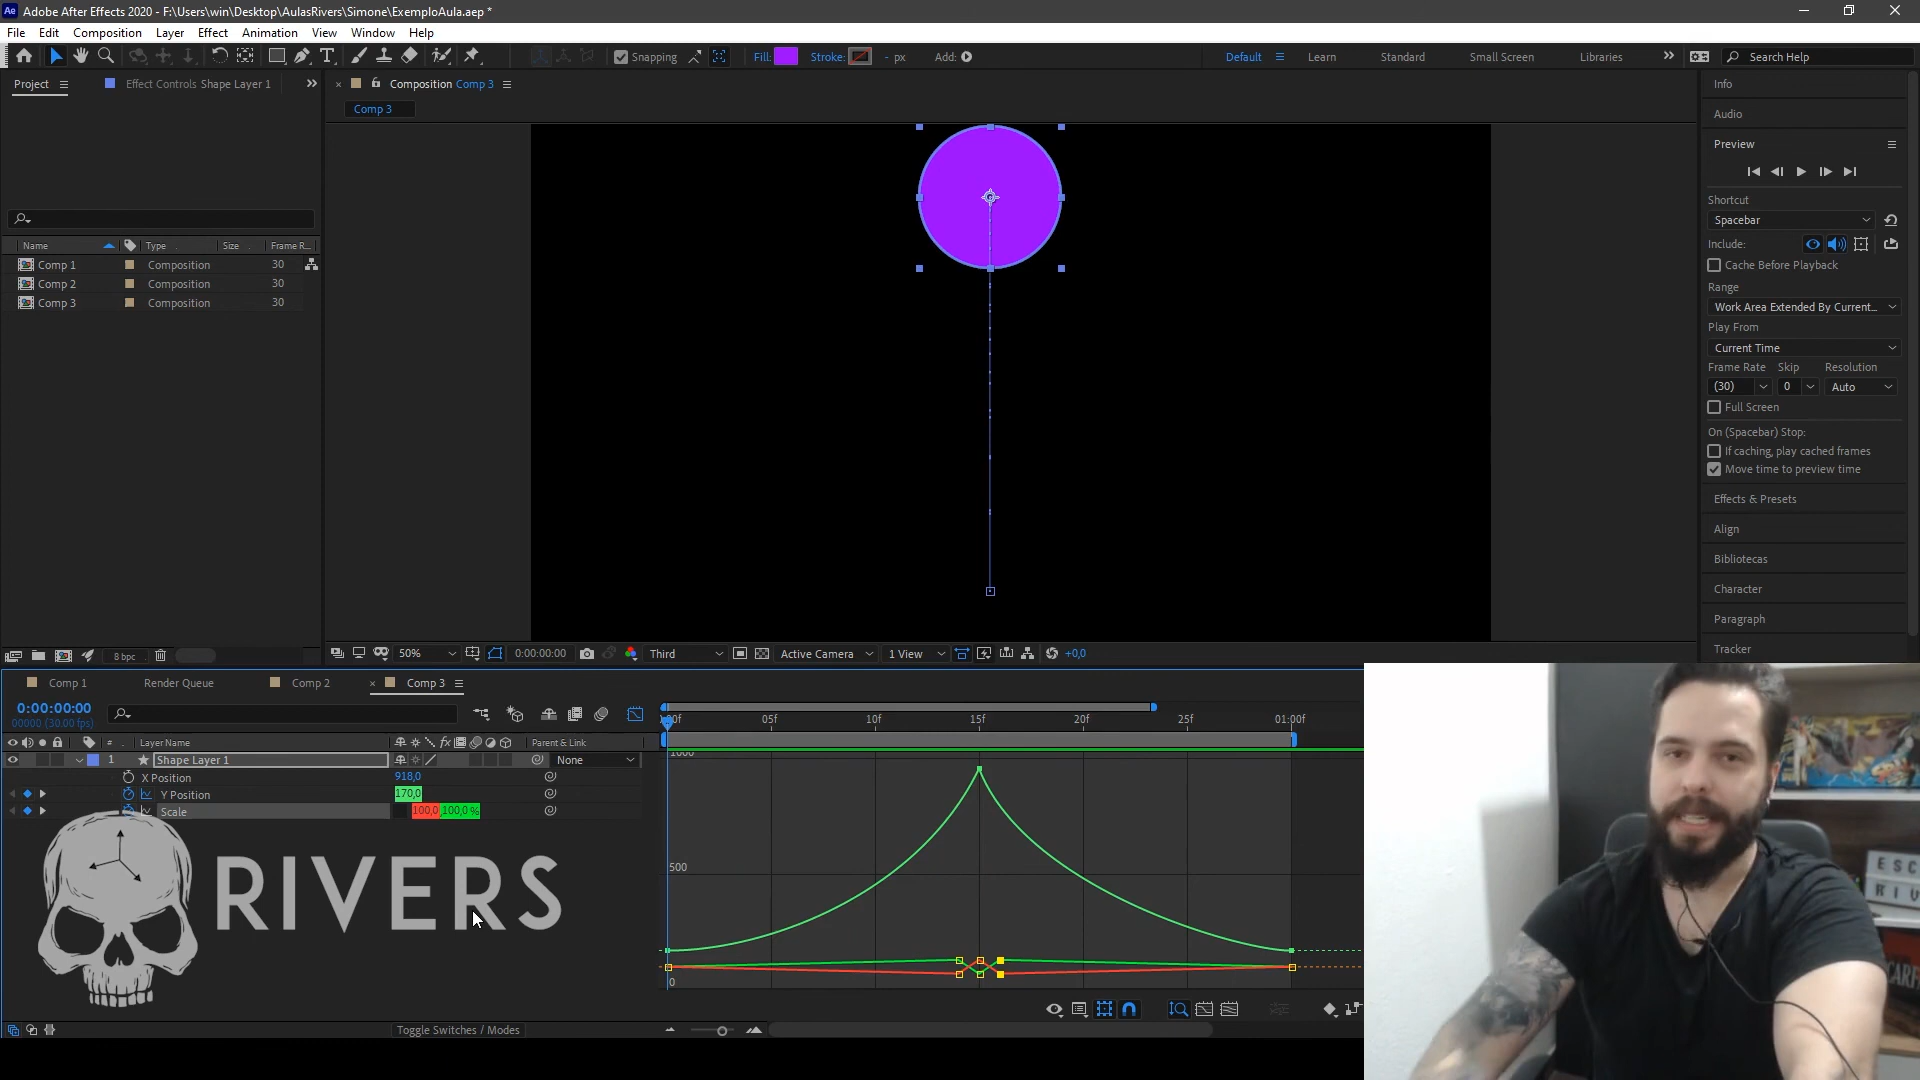 Adobe After Effects 2020 - F:\Users\win\Desktop\AulasRivers\Simone\ExemploAula.aep *
File Edit Composition Layer Effect Animation View Window Help
Snapping Fill: Stroke: - px Add: Default Learn Standard Small Screen Libraries Search Help
Project Effect Controls Shape Layer 1
Composition Comp 3
Comp 3
Name Type Size Frame R...
Comp 1 Composition 30
Comp 2 Composition 30
Comp 3 Composition 30
8 bpc
50% 0:00:00:00 Third Active Camera 1 View +0,0
Info
Audio
Preview
Shortcut
Spacebar
Include:
Cache Before Playback
Range
Work Area Extended By Current...
Play From
Current Time
Frame Rate Skip Resolution
(30) 0 Auto
Full Screen
On (Spacebar) Stop:
If caching, play cached frames
Move time to preview time
Effects & Presets
Align
Bibliotecas
Character
Paragraph
Tracker
Comp 1 Render Queue Comp 2 Comp 3
0:00:00:00
00000 (30.00 fps)
05f 10f 15f 20f 25f 01:00f
# Layer Name Parent & Link
1 Shape Layer 1 None
X Position 918,0
Y Position 170,0
Scale 100,0,100,0 %
1000
500
0
RIVERS
Toggle Switches / Modes
ESC
RIV